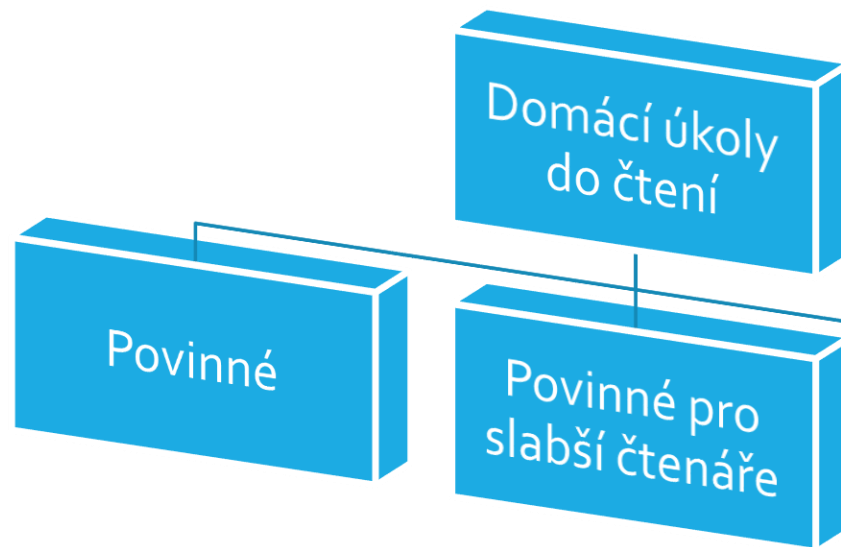 Domácí úkoly
do čtení
Povinné
Povinné pro
slabší čtenáře